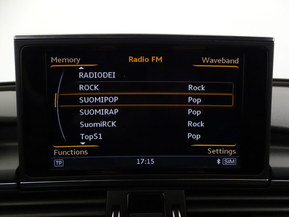 Memory Radio FM Waveband
RADIODEI
ROCK Rock
SUOMIPOP Pop
SUOMIRAP Pop
SuomiRCK Rock
Top51 Pop
Functions Settings
TP 17:15 SIM